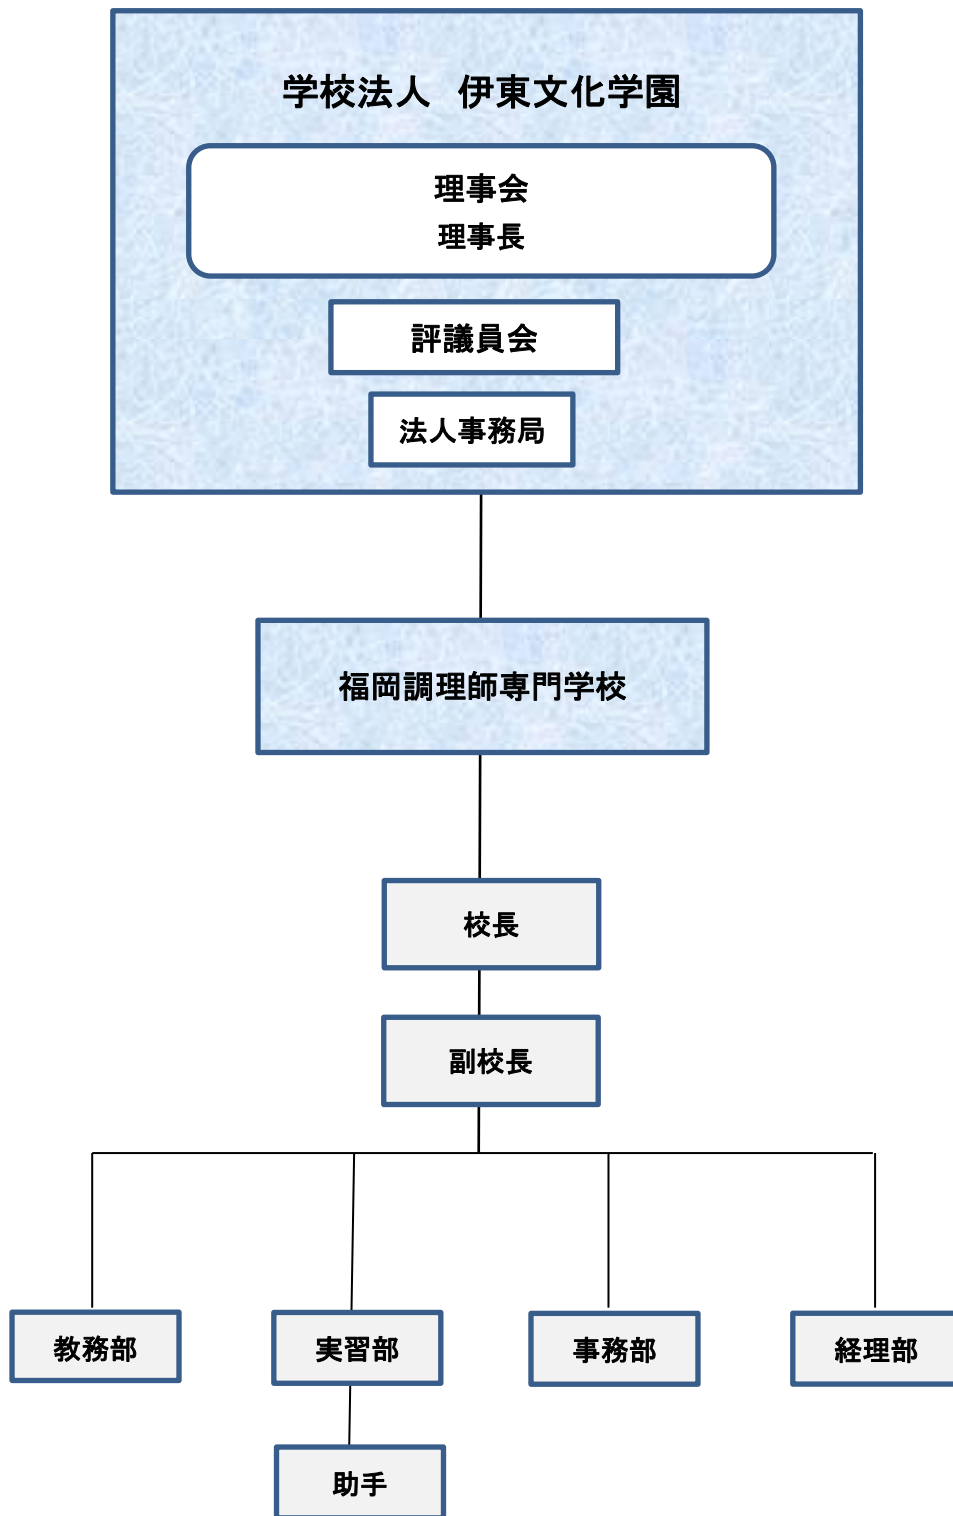 学校法人　伊東文化学園
理事会
理事長
評議員会
法人事務局
福岡調理師専門学校
校長
副校長
教務部
実習部
事務部
経理部
助手